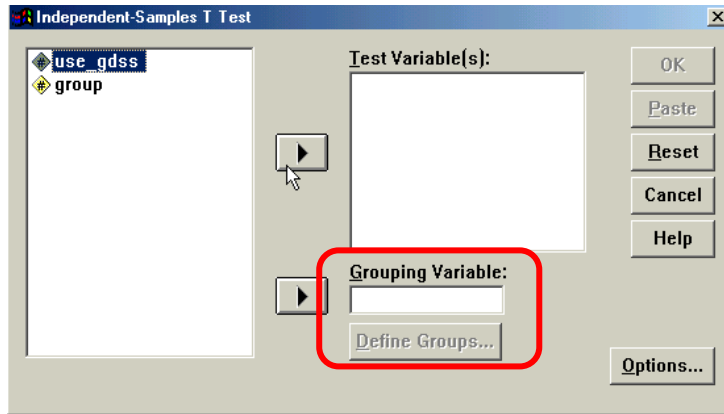 Independent-Samples T Test
use_gdss
group
Test Variable(s):
Grouping Variable:
Define Groups...
OK
Paste
Reset
Cancel
Help
Options...